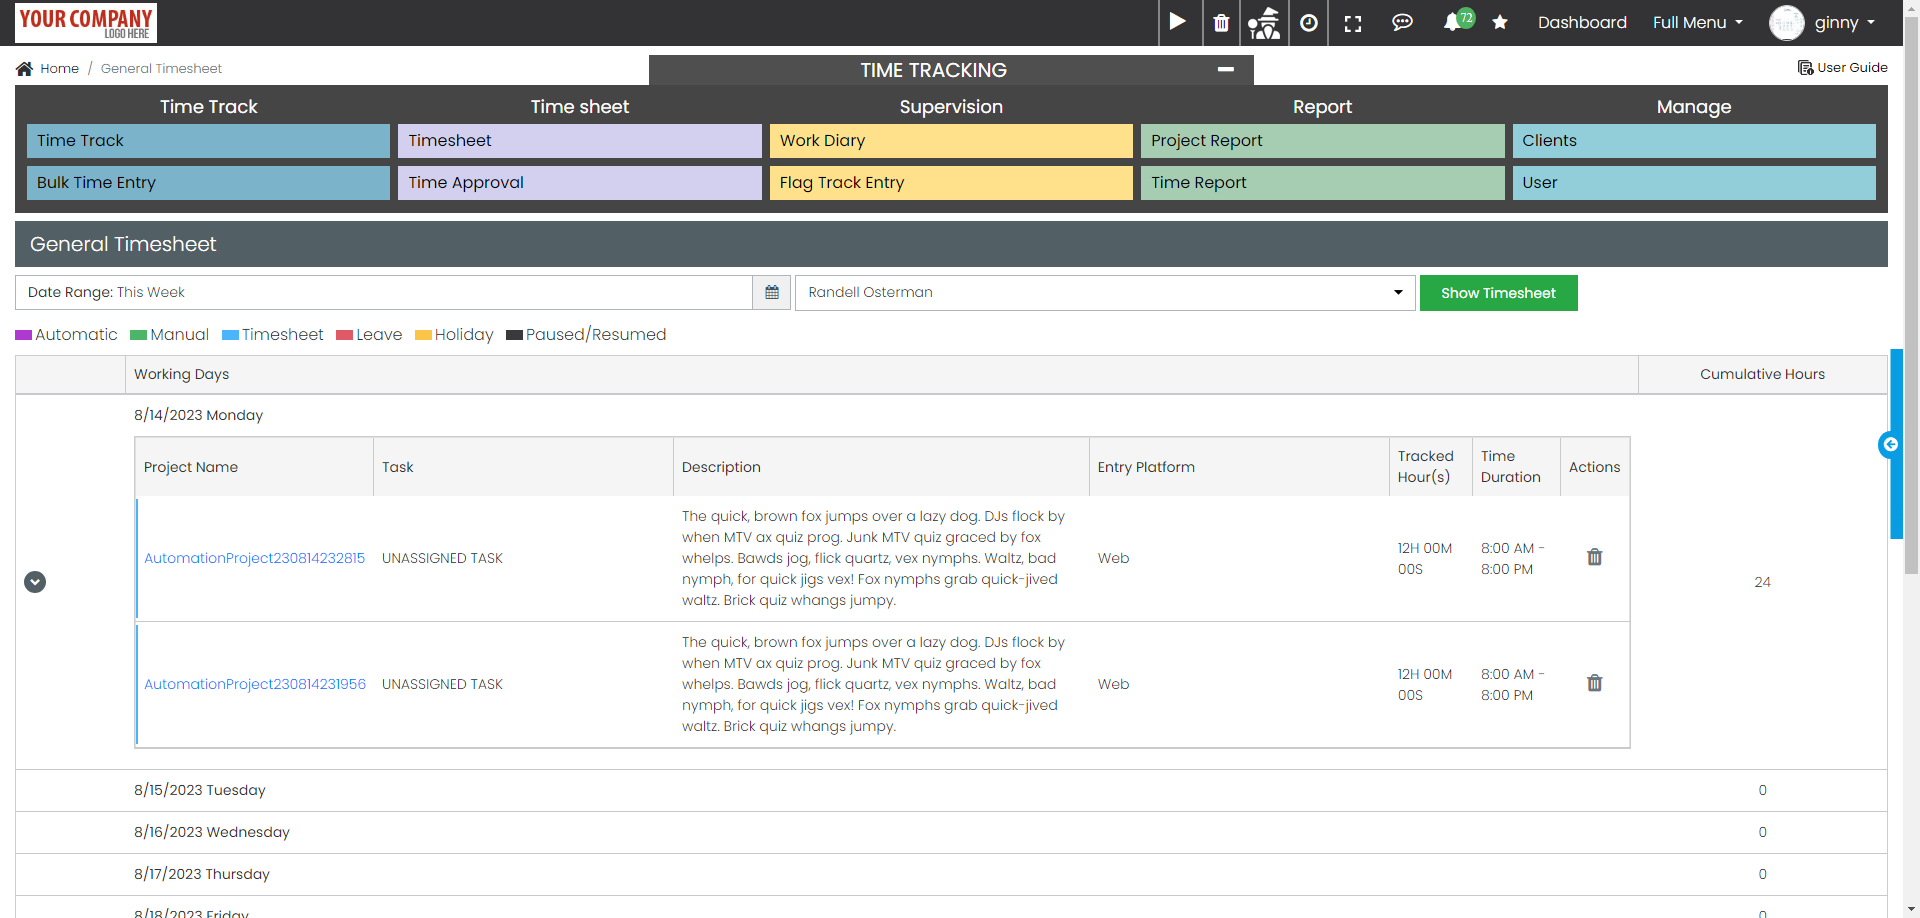 YOUR COMPANY
LOGO HERE
72
Dashboard
Full Menu
ginny
Home / General Timesheet
TIME TRACKING
User Guide
Time Track
Time sheet
Supervision
Report
Manage
Time Track
Timesheet
Work Diary
Project Report
Clients
Bulk Time Entry
Time Approval
Flag Track Entry
Time Report
User
General Timesheet
Date Range: This Week
Randell Osterman
Show Timesheet
Automatic
Manual
Timesheet
Leave
Holiday
Paused/Resumed
Working Days
Cumulative Hours
8/14/2023 Monday
Project Name
Task
Description
Entry Platform
Tracked
Hour(s)
Time
Duration
Actions
AutomationProject230814232815
UNASSIGNED TASK
The quick, brown fox jumps over a lazy dog. DJs flock by
when MTV ax quiz prog. Junk MTV quiz graced by fox
whelps. Bawds jog, flick quartz, vex nymphs. Waltz, bad
nymph, for quick jigs vex! Fox nymphs grab quick-jived
waltz. Brick quiz whangs jumpy.
Web
12H 00M
00S
8:00 AM -
8:00 PM
24
AutomationProject230814231956
UNASSIGNED TASK
The quick, brown fox jumps over a lazy dog. DJs flock by
when MTV ax quiz prog. Junk MTV quiz graced by fox
whelps. Bawds jog, flick quartz, vex nymphs. Waltz, bad
nymph, for quick jigs vex! Fox nymphs grab quick-jived
waltz. Brick quiz whangs jumpy.
Web
12H 00M
00S
8:00 AM -
8:00 PM
8/15/2023 Tuesday
0
8/16/2023 Wednesday
0
8/17/2023 Thursday
0
8/18/2023 Friday
0